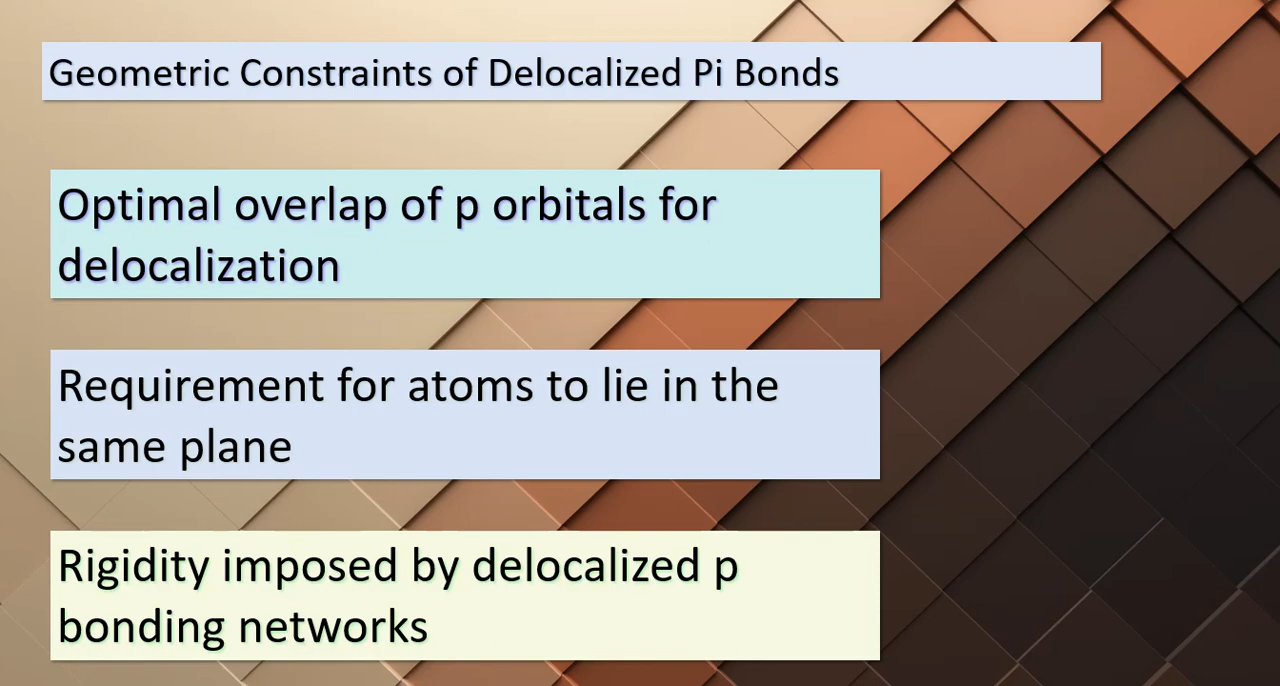 Geometric Constraints of Delocalized Pi Bonds
Optimal overlap of p orbitals for
delocalization
Requirement for atoms to lie in the
same plane
Rigidity imposed by delocalized p
bonding networks